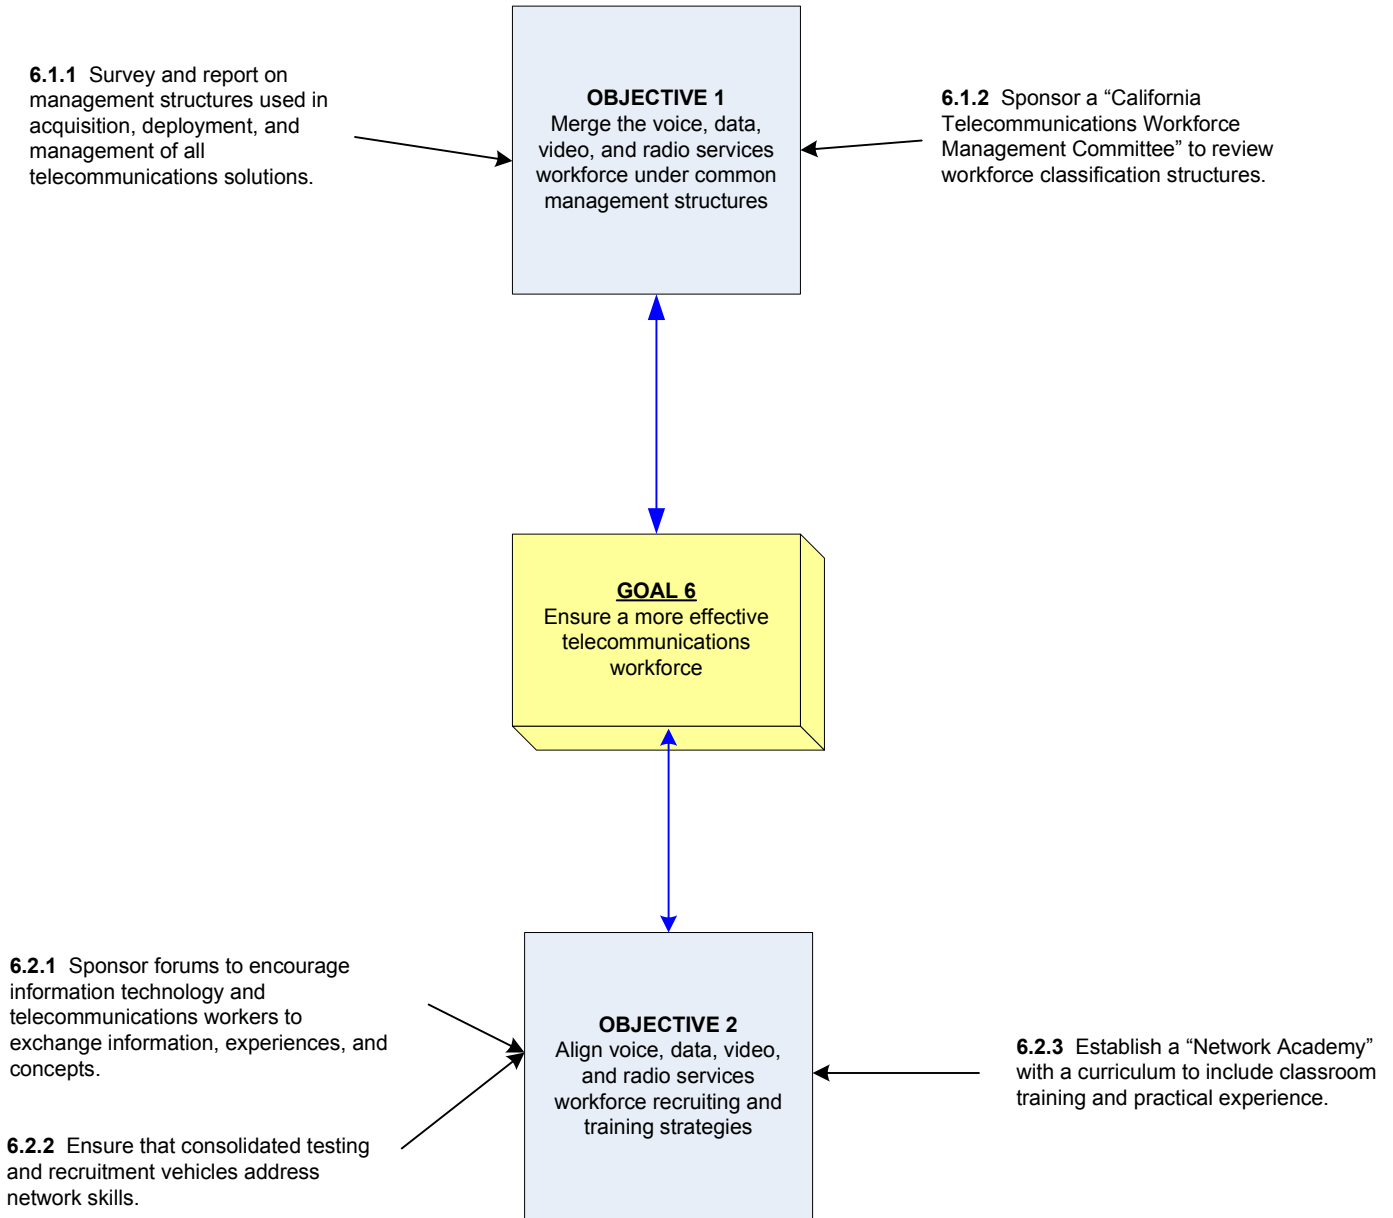 6.1.1 Survey and report on
management structures used in
acquisition, deployment, and
management of all
telecommunications solutions.
OBJECTIVE 1
Merge the voice, data,
video, and radio services
workforce under common
management structures
6.1.2 Sponsor a “California
Telecommunications Workforce
Management Committee” to review
workforce classification structures.
GOAL 6
Ensure a more effective
telecommunications
workforce
6.2.1 Sponsor forums to encourage
information technology and
telecommunications workers to
exchange information, experiences, and
concepts.
6.2.2 Ensure that consolidated testing
and recruitment vehicles address
network skills.
OBJECTIVE 2
Align voice, data, video,
and radio services
workforce recruiting and
training strategies
6.2.3 Establish a “Network Academy”
with a curriculum to include classroom
training and practical experience.